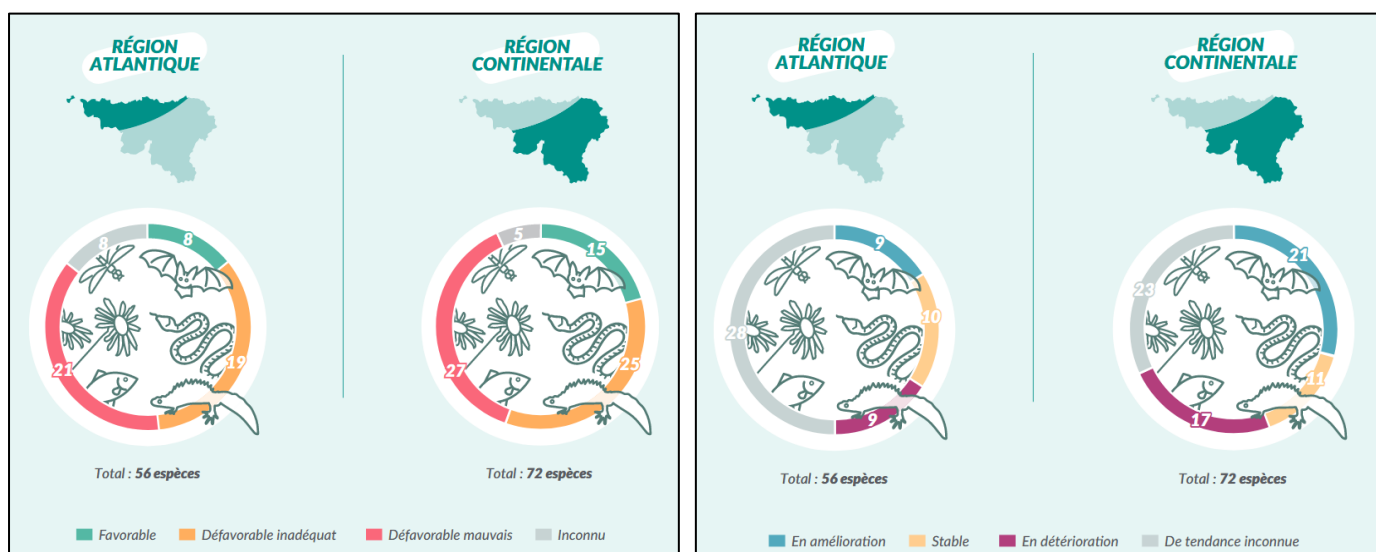 RÉGION
ATLANTIQUE
RÉGION
CONTINENTALE
8
8
19
21
5
15
25
27
Total : 56 espèces
Total : 72 espèces
Favorable
Défavorable inadéquat
Défavorable mauvais
Inconnu
RÉGION
ATLANTIQUE
RÉGION
CONTINENTALE
9
10
9
28
21
11
17
23
Total : 56 espèces
Total : 72 espèces
En amélioration
Stable
En détérioration
De tendance inconnue